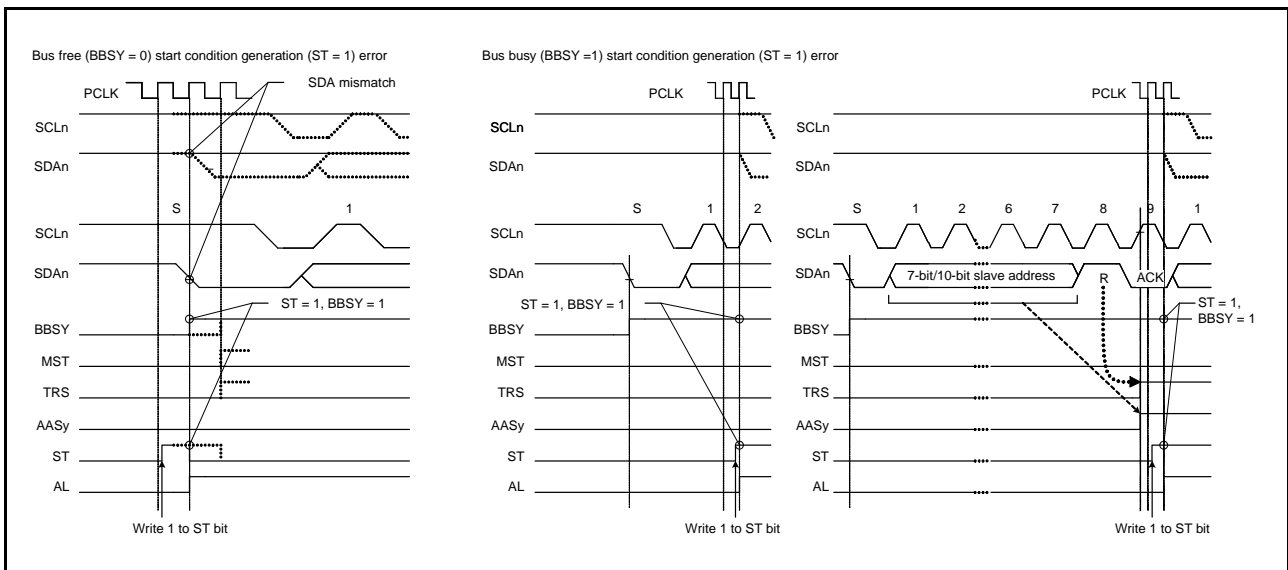 Bus free (BBSY = 0) start condition generation (ST = 1) error
PCLK
SDA mismatch
SCLn
SDAn
S 1
SCLn
SDAn
ST = 1, BBSY = 1
BBSY
MST
TRS
AASy
ST
AL
Write 1 to ST bit
Bus busy (BBSY =1) start condition generation (ST = 1) error
PCLK
SCLn
SDAn
S 1 2
SCLn
SDAn
ST = 1, BBSY = 1
BBSY
MST
TRS
AASy
ST
AL
Write 1 to ST bit
PCLK
SCLn
SDAn
S 1 2 6 7 8 9 1
SCLn
SDAn
7-bit/10-bit slave address
R
ACK
ST = 1,
BBSY = 1
BBSY
MST
TRS
AASy
ST
AL
Write 1 to ST bit